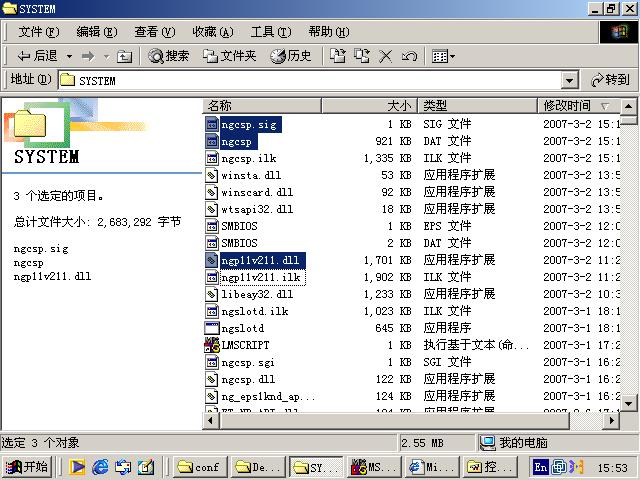 SYSTEM
文件(F) 编辑(E) 查看(V) 收藏(A) 工具(T) 帮助(H)
后退 搜索 文件夹 历史
地址(D) SYSTEM 转到
名称 大小 类型 修改时间
SYSTEM
3 个选定的项目。
总计文件大小: 2,683,292 字节
ngcsp.sig
ngcsp
ngp11v211.dll
ngcsp.sig 1 KB SIG 文件 2007-3-2 15:1
ngcsp 921 KB DAT 文件 2007-3-2 15:1
ngcsp.ilk 1,335 KB ILK 文件 2007-3-2 15:1
winsta.dll 53 KB 应用程序扩展 2007-3-2 13:5
winscard.dll 92 KB 应用程序扩展 2007-3-2 13:5
wtsapi32.dll 18 KB 应用程序扩展 2007-3-2 13:5
SMBIOS 1 KB EPS 文件 2007-3-2 12:0
SMBIOS 2 KB DAT 文件 2007-3-2 12:0
ngp11v211.dll 1,701 KB 应用程序扩展 2007-3-2 11:2
ngp11v211.ilk 1,902 KB ILK 文件 2007-3-2 11:2
libeay32.dll 1,233 KB 应用程序扩展 2007-3-2 10:3
ngslotd.ilk 1,023 KB ILK 文件 2007-3-1 18:1
ngslotd 645 KB 应用程序 2007-3-1 18:1
LMSCRIPT 1 KB 执行基于文本(命... 2007-3-1 17:2
ngcsp.sgi 1 KB SGI 文件 2007-3-1 16:2
ngcsp.dll 122 KB 应用程序扩展 2007-3-1 16:2
ng_eps1knd_ap... 124 KB 应用程序扩展 2007-3-1 16:2
选定 3 个对象 2.55 MB 我的电脑
开始 conf De... SY... MS... Mi... 控... En 15:53